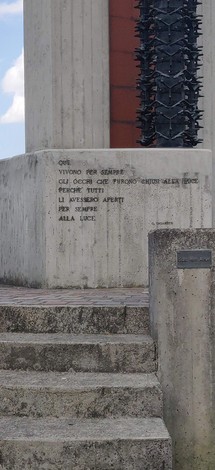 QUI
VIVONO PER SEMPRE
GLI OCCHI CHE FURONO CHIUSI ALLA LUCE
PERCHÉ TUTTI
LI AVESSERO APERTI
PER SEMPRE
ALLA LUCE